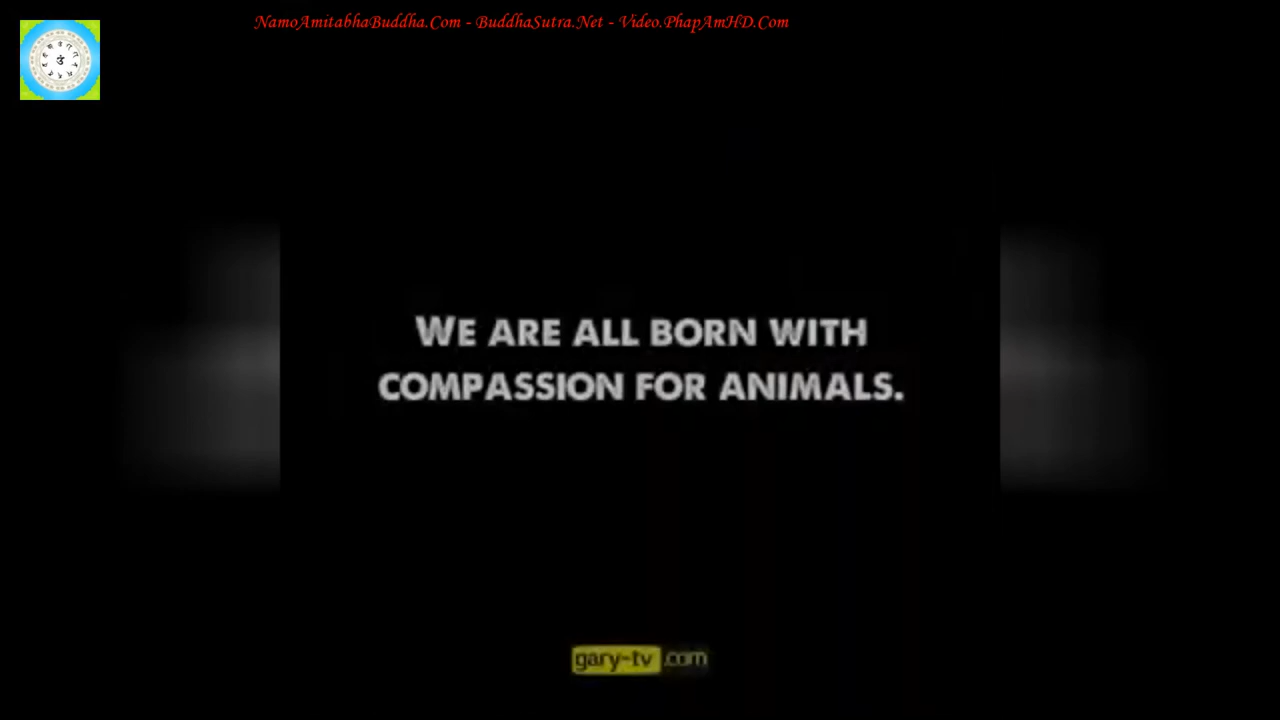 NamoAmitabhaBuddha.Com - BuddhaSutra.Net - Video.PhapAmHD.Com
WE ARE ALL BORN WITH
COMPASSION FOR ANIMALS.
gary-tv.com